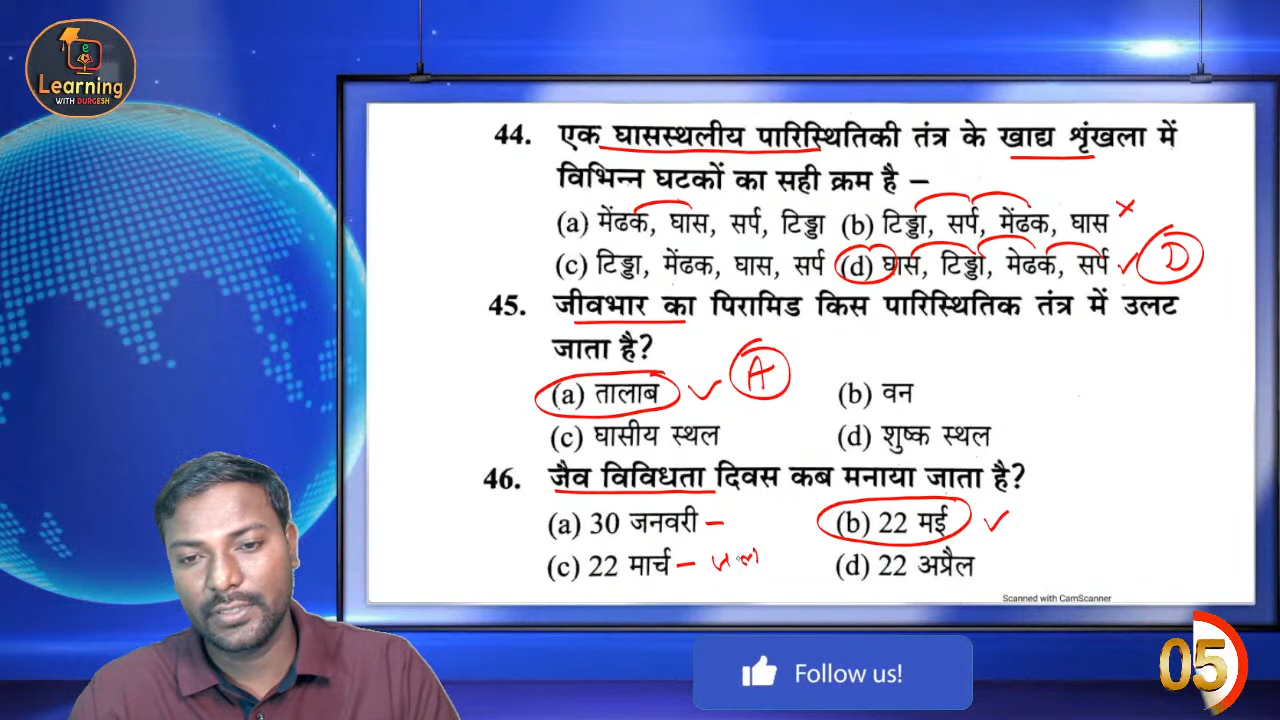 e
Learning
WITH DURGESH
44. एक घासस्थलीय पारिस्थितिकी तंत्र के खाद्य शृंखला में
विभिन्न घटकों का सही क्रम है –
(a) मेंढक, घास, सर्प, टिड्डा (b) टिड्डा, सर्प, मेंढक, घास
(c) टिड्डा, मेंढक, घास, सर्प (d) घास, टिड्डा, मेढक, सर्प
D
45. जीवभार का पिरामिड किस पारिस्थितिक तंत्र में उलट
जाता है?
A
(a) तालाब (b) वन
(c) घासीय स्थल (d) शुष्क स्थल
46. जैव विविधता दिवस कब मनाया जाता है?
(a) 30 जनवरी – (b) 22 मई
(c) 22 मार्च – जल (d) 22 अप्रैल
Scanned with CamScanner
Follow us!
05